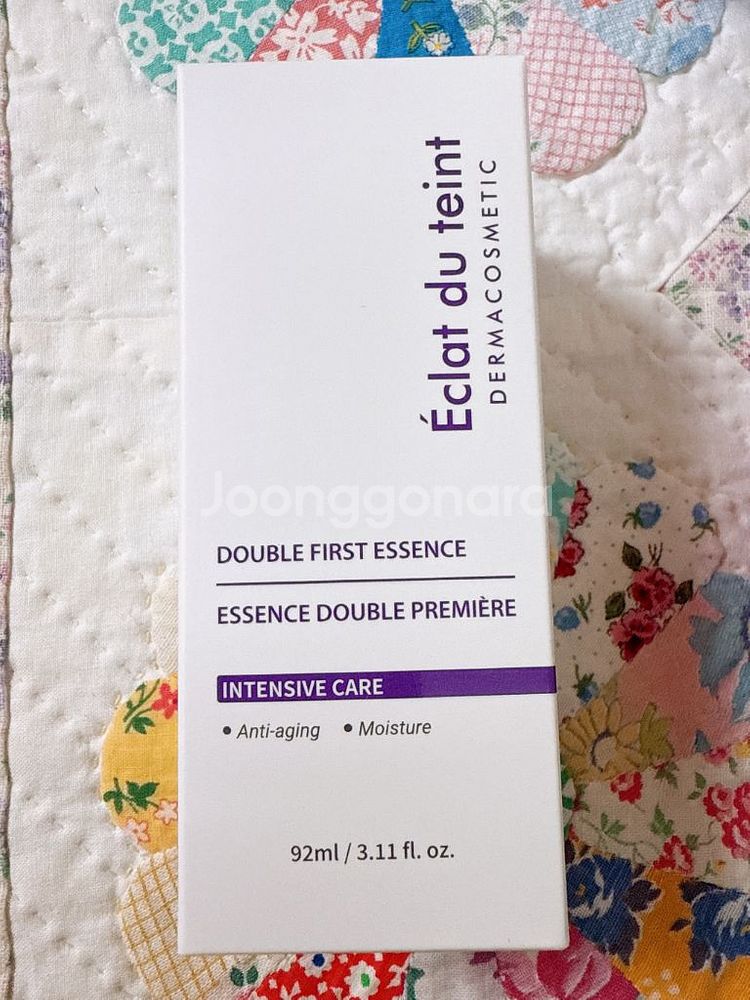 Éclat du teint
DERMACOSMETIC
Joonggonara
DOUBLE FIRST ESSENCE
ESSENCE DOUBLE PREMIÈRE
INTENSIVE CARE
• Anti-aging • Moisture
92ml / 3.11 fl. oz.